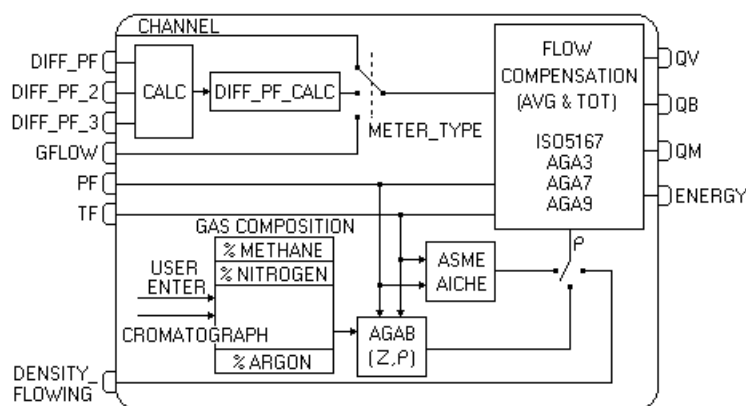 CHANNEL
DIFF_PF
DIFF_PF_2
DIFF_PF_3
GFLOW
PF
TF
CALC
DIFF_PF_CALC
METER_TYPE
FLOW
COMPENSATION
(AVG & TOT)
ISO5167
AGA3
AGA7
AGA9
QV
QB
QM
ENERGY
GAS COMPOSITION
% METHANE
% NITROGEN
% ARGON
USER
ENTER
CROMATOGRAPH
ASME
AICHE
AGA8
(Z,ρ)
ρ
DENSITY_
FLOWING